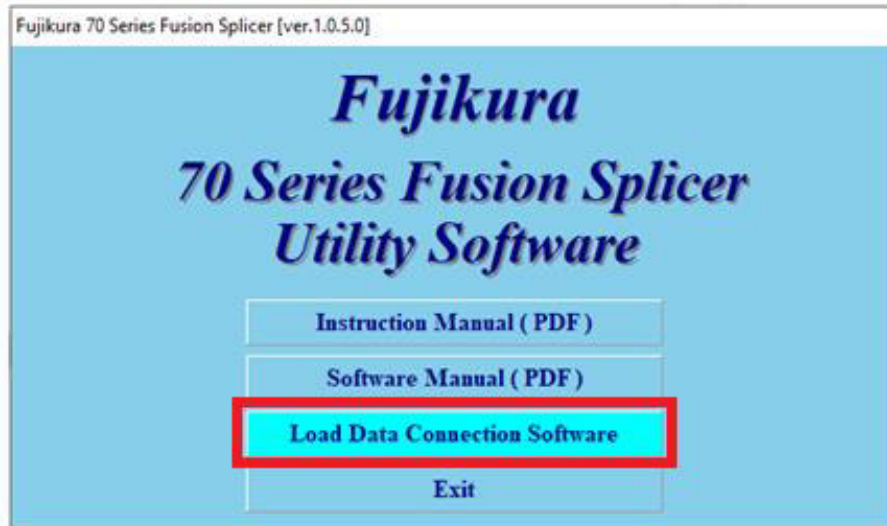 Fujikura 70 Series Fusion Splicer [ver.1.0.5.0]
Fujikura
70 Series Fusion Splicer
Utility Software
Instruction Manual ( PDF )
Software Manual ( PDF )
Load Data Connection Software
Exit